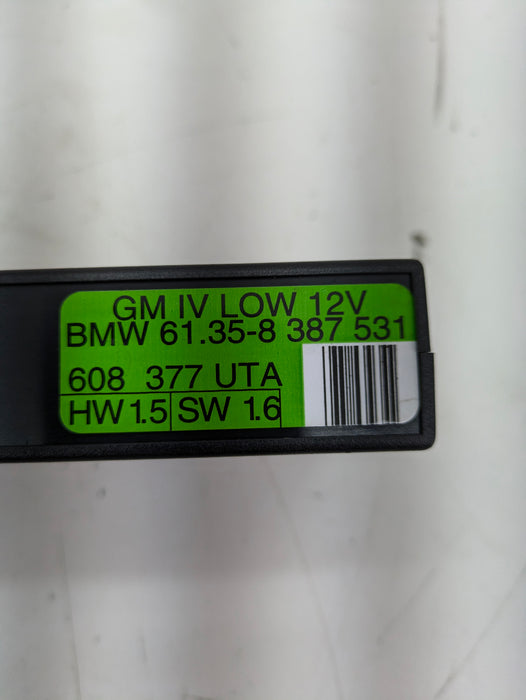 GM IV LOW 12V
BMW 61.35-8 387 531
608 377 UTA
HW 1.5 SW 1.6